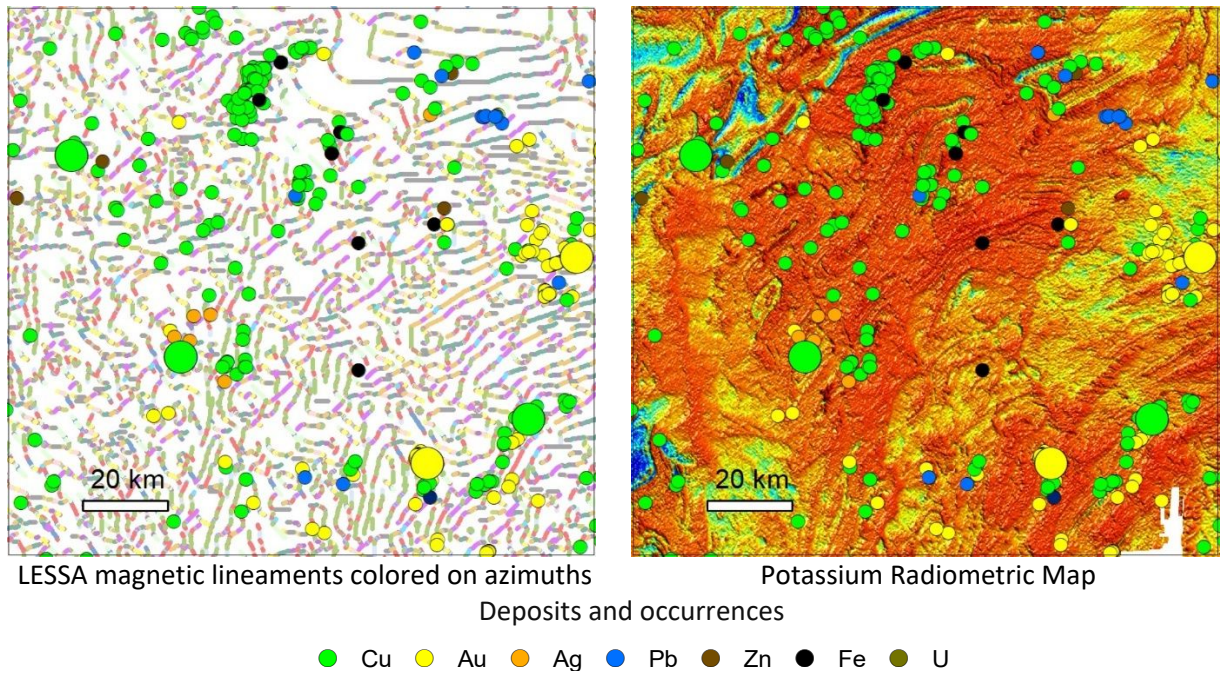 20 km
20 km
LESSA magnetic lineaments colored on azimuths
Potassium Radiometric Map
Deposits and occurrences
Cu Au Ag Pb Zn Fe U